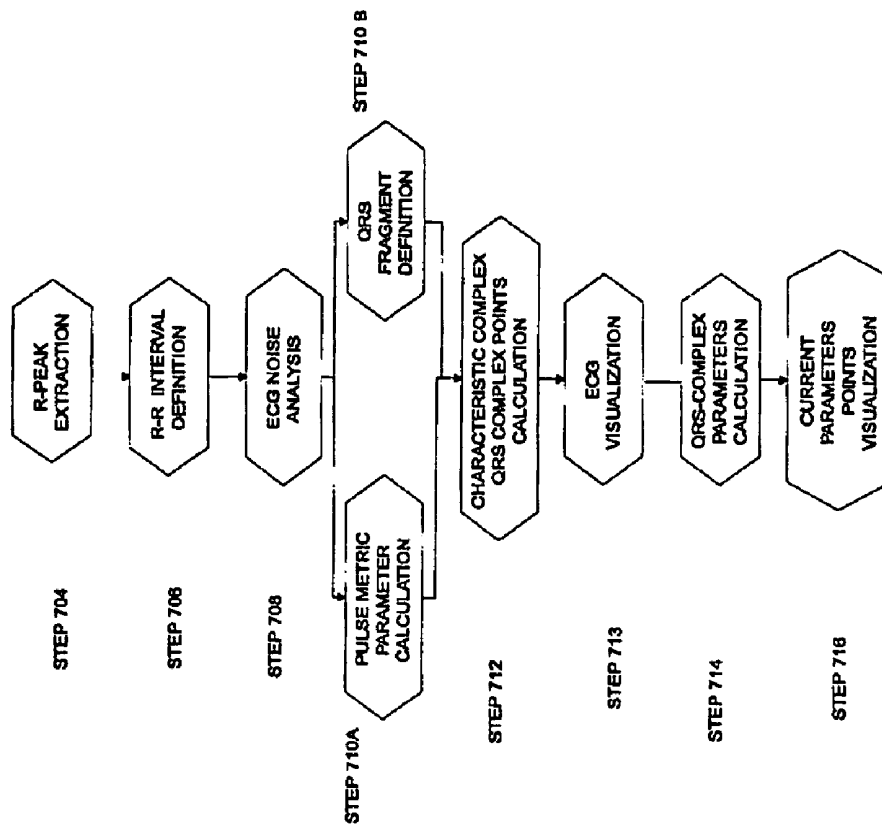 STEP 704
R-PEAK
EXTRACTION
STEP 706
R-R INTERVAL
DEFINITION
STEP 708
ECG NOISE
ANALYSIS
STEP 710A
PULSE METRIC
PARAMETER
CALCULATION
STEP 710 B
QRS
FRAGMENT
DEFINITION
STEP 712
CHARACTERISTIC COMPLEX
QRS COMPLEX POINTS
CALCULATION
STEP 713
ECG
VISUALIZATION
STEP 714
QRS-COMPLEX
PARAMETERS
CALCULATION
STEP 716
CURRENT
PARAMETERS
POINTS
VISUALIZATION